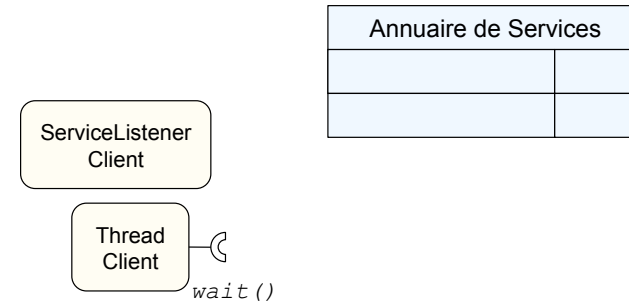 Annuaire de Services
ServiceListener
Client
Thread
Client
wait()